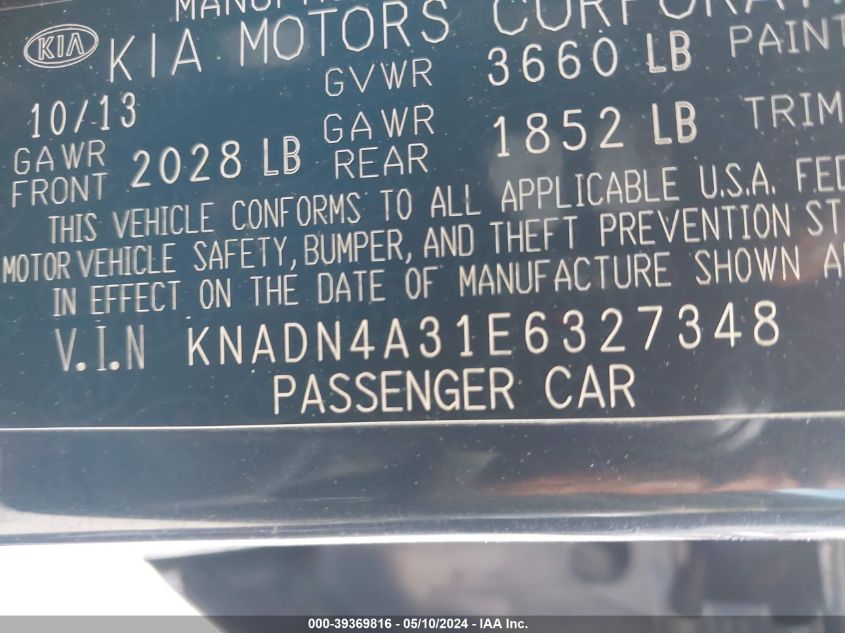 MANUF
KIA KIA MOTORS CORPORAT
10/13 GVWR 3660 LB PAINT
GAWR FRONT 2028 LB GAWR REAR 1852 LB TRIM
THIS VEHICLE CONFORMS TO ALL APPLICABLE U.S.A. FED
MOTOR VEHICLE SAFETY, BUMPER, AND THEFT PREVENTION ST
IN EFFECT ON THE DATE OF MANUFACTURE SHOWN A
V.I.N KNADN4A31E6327348
PASSENGER CAR
000-39369816 - 05/10/2024 - IAA Inc.